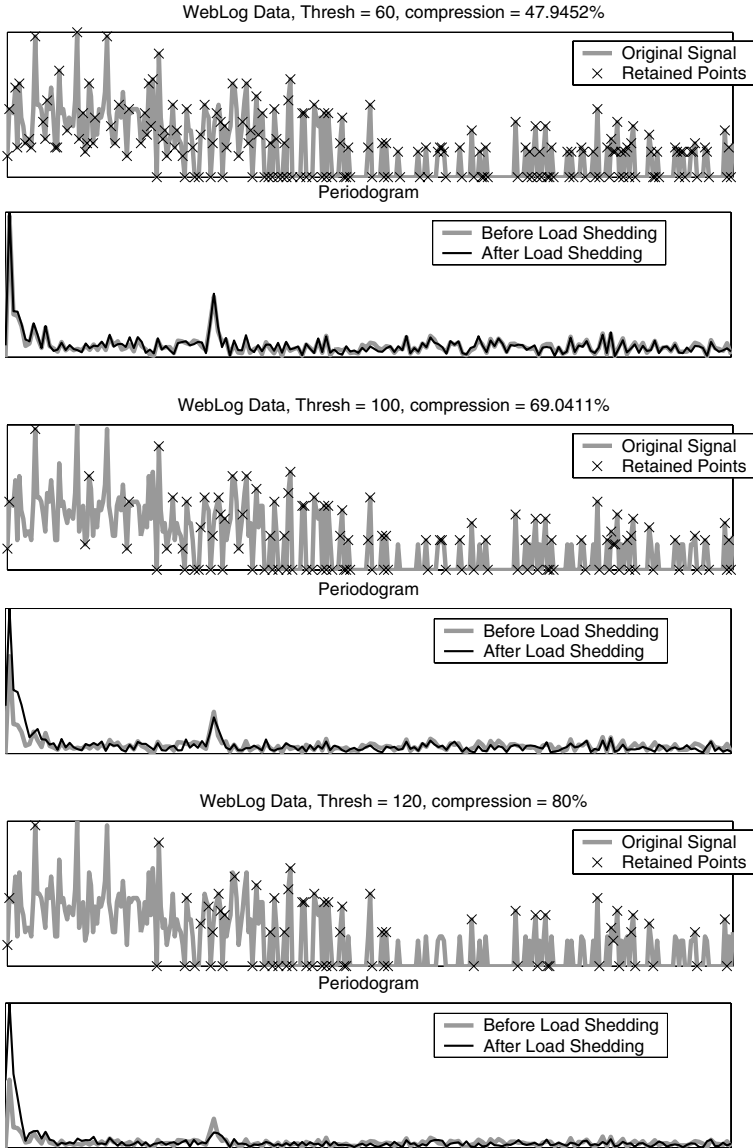 WebLog Data, Thresh = 60, compression = 47.9452%
Original Signal
Retained Points
Periodogram
Before Load Shedding
After Load Shedding
WebLog Data, Thresh = 100, compression = 69.0411%
Original Signal
Retained Points
Periodogram
Before Load Shedding
After Load Shedding
WebLog Data, Thresh = 120, compression = 80%
Original Signal
Retained Points
Periodogram
Before Load Shedding
After Load Shedding